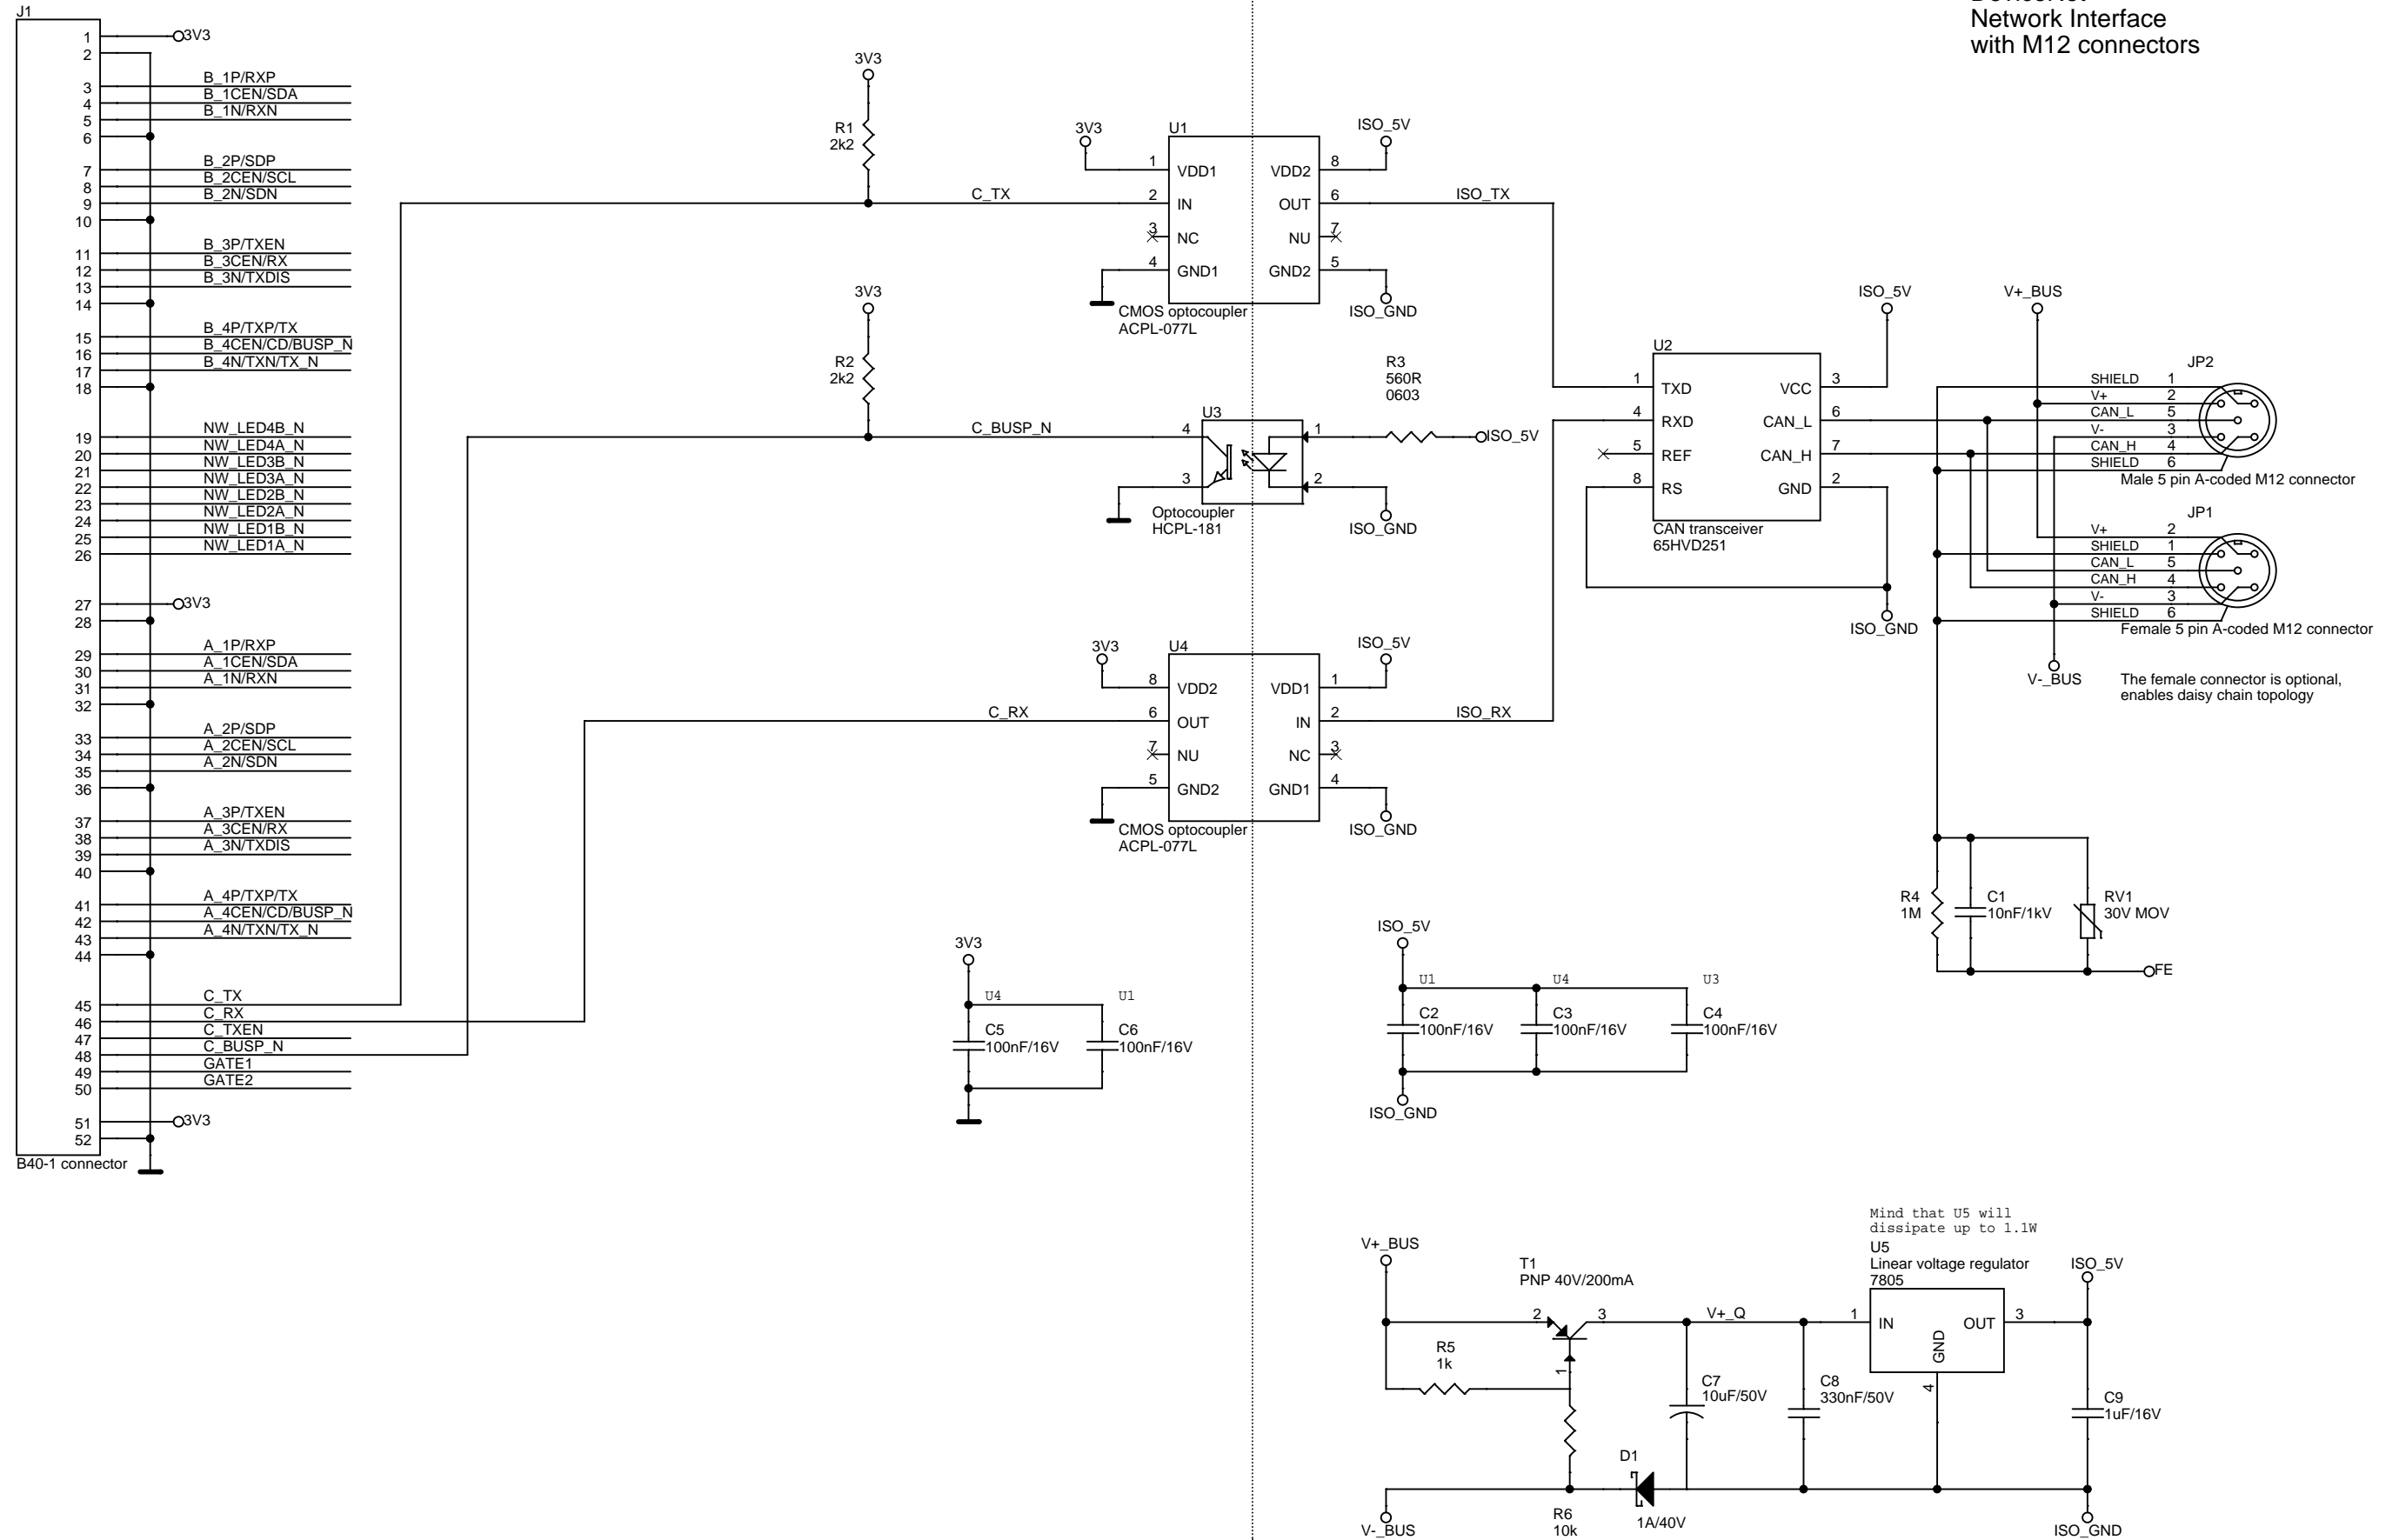 Network Interface
with M12 connectors
J1
1
3V3
2
3
B_1P/RXP
4
B_1CEN/SDA
5
B_1N/RXN
6
7
B_2P/SDP
8
B_2CEN/SCL
9
B_2N/SDN
10
11
B_3P/TXEN
12
B_3CEN/RX
13
B_3N/TXDIS
14
15
B_4P/TXP/TX
16
B_4CEN/CD/BUSP_N
17
B_4N/TXN/TX_N
18
19
NW_LED4B_N
20
NW_LED4A_N
21
NW_LED3B_N
22
NW_LED3A_N
23
NW_LED2B_N
24
NW_LED2A_N
25
NW_LED1B_N
26
NW_LED1A_N
27
3V3
28
29
A_1P/RXP
30
A_1CEN/SDA
31
A_1N/RXN
32
33
A_2P/SDP
34
A_2CEN/SCL
35
A_2N/SDN
36
37
A_3P/TXEN
38
A_3CEN/RX
39
A_3N/TXDIS
40
41
A_4P/TXP/TX
42
A_4CEN/CD/BUSP_N
43
A_4N/TXN/TX_N
44
45
C_TX
46
C_RX
47
C_TXEN
48
C_BUSP_N
49
GATE1
50
GATE2
51
3V3
52
B40-1 connector
3V3
R1
2k2
C_TX
3V3
U1
ISO_5V
1
VDD1
VDD2
8
2
IN
OUT
6
ISO_TX
3
NC
NU
7
4
GND1
GND2
5
CMOS optocoupler
ACPL-077L
ISO_GND
3V3
R2
2k2
C_BUSP_N
U3
4
3
1
2
Optocoupler
HCPL-181
R3
560R
0603
ISO_5V
ISO_GND
3V3
U4
ISO_5V
8
VDD2
VDD1
1
C_RX
6
OUT
IN
2
ISO_RX
7
NU
NC
3
5
GND2
GND1
4
CMOS optocoupler
ACPL-077L
ISO_GND
U2
ISO_5V
1
TXD
VCC
3
4
RXD
CAN_L
6
5
REF
CAN_H
7
8
RS
GND
2
CAN transceiver
65HVD251
ISO_GND
V+_BUS
JP2
SHIELD 1
V+ 2
CAN_L 5
V- 3
CAN_H 4
SHIELD 6
Male 5 pin A-coded M12 connector
JP1
V+ 2
SHIELD 1
CAN_L 5
CAN_H 4
V- 3
SHIELD 6
Female 5 pin A-coded M12 connector
V-_BUS
The female connector is optional,
enables daisy chain topology
R4
1M
C1
10nF/1kV
RV1
30V MOV
FE
3V3
U4
U1
C5
100nF/16V
C6
100nF/16V
ISO_5V
U1
U4
U3
C2
100nF/16V
C3
100nF/16V
C4
100nF/16V
ISO_GND
Mind that U5 will
dissipate up to 1.1W
U5
Linear voltage regulator
7805
V+_BUS
T1
PNP 40V/200mA
2
3
1
V+_Q
1
IN
OUT
3
GND
4
ISO_5V
R5
1k
C7
10uF/50V
C8
330nF/50V
C9
1uF/16V
D1
1A/40V
R6
10k
V-_BUS
ISO_GND